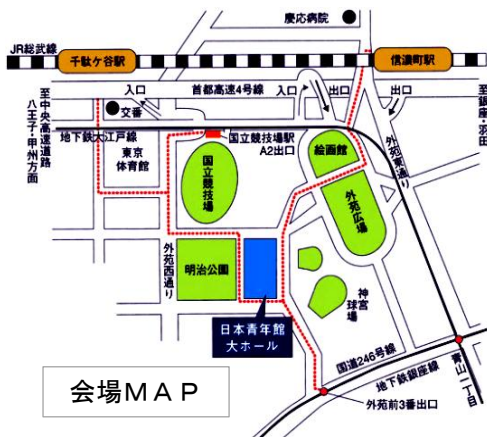 慶応病院
JR総武線
千駄ケ谷駅
信濃町駅
入口
首都高速4号線
入口
出口
出口
至中央高速道路
八王子・甲州方面
至銀座・羽田
交番
地下鉄大江戸線
国立競技場駅
A2出口
東京
体育館
国立競技場
絵画館
外苑東通り
外苑広場
外苑西通り
明治公園
神宮
球場
日本青年館
大ホール
国道246号線
地下鉄銀座線
青山一丁目
外苑前3番出口
会場MAP